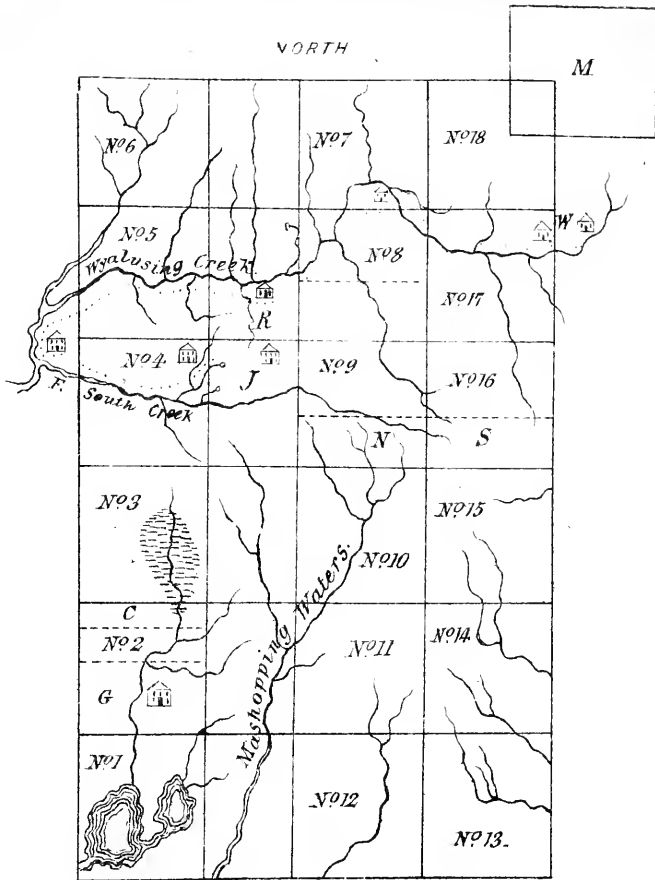 NORTH
M
No 6
No 7
No 18
No 5
W
Wyalusing Creek
No 8
No 17
R
No 4
J
No 9
No 16
F.
South Creek
N
S
No 3
No 15
No 10
C
Mashopping Waters.
No 2
No 11
No 14
G
No 1
No 12
No 13.